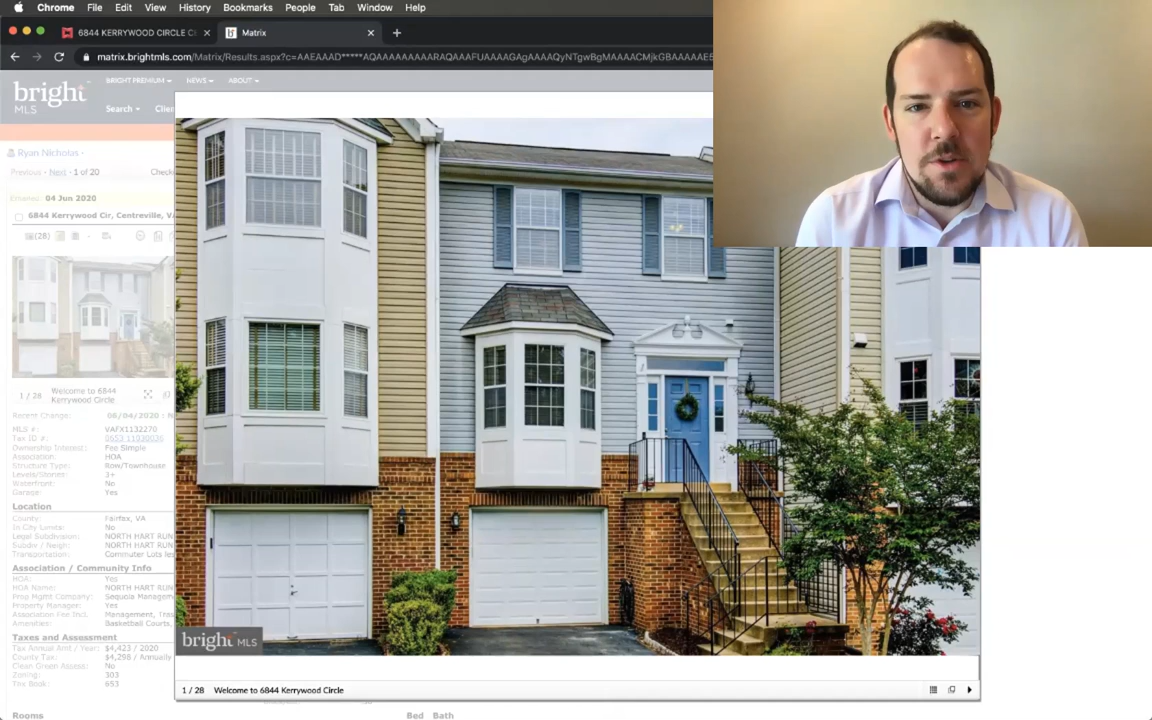 Chrome File Edit View History Bookmarks People Tab Window Help
6844 KERRYWOOD CIRCLE C
Matrix
matrix.brightmls.com/Matrix/Results.aspx?c=AAEAAAD*****AQAAAAAAAAARAQAAAFUAAAAGAgAAAAQyNTgwBgMAAAACMjkGBAAAAAE5
BRIGHT PREMIUM NEWS ABOUT
bright
MLS
Search Clien
Ryan Nicholas
Previous · Next · 1 of 20 Check
04 Jun 2020
6844 Kerrywood Cir, Centreville, VA
(28)
1 / 28 Welcome to 6844
Kerrywood Circle
Recent Change: 06/04/2020 : N
MLS #: VAFX1132270
Tax ID #: 0653 11030036
Ownership Interest: Fee Simple
Association: HOA
Structure Type: Row/Townhouse
Levels/Stories: 3+
Waterfront: No
Garage: Yes
Location
County: Fairfax, VA
In City Limits: No
Legal Subdivision: NORTH HART RUN
Subdiv / Neigh: NORTH HART RUN
Transportation: Commuter Lots les
Association / Community Info
HOA: Yes
HOA Name: NORTH HART RUN
Prop Mgmt Company: Sequoia Managem
Property Manager: Yes
Association Fee Incl: Management, Tras
Amenities: Basketball Courts,
Taxes and Assessment
Tax Annual Amt / Year: $4,423 / 2020
County Tax: $4,298 / Annually
Clean Green Assess: No
Zoning: 303
Tax Book: 653
bright MLS
1 / 28 Welcome to 6844 Kerrywood Circle
Rooms Bed Bath